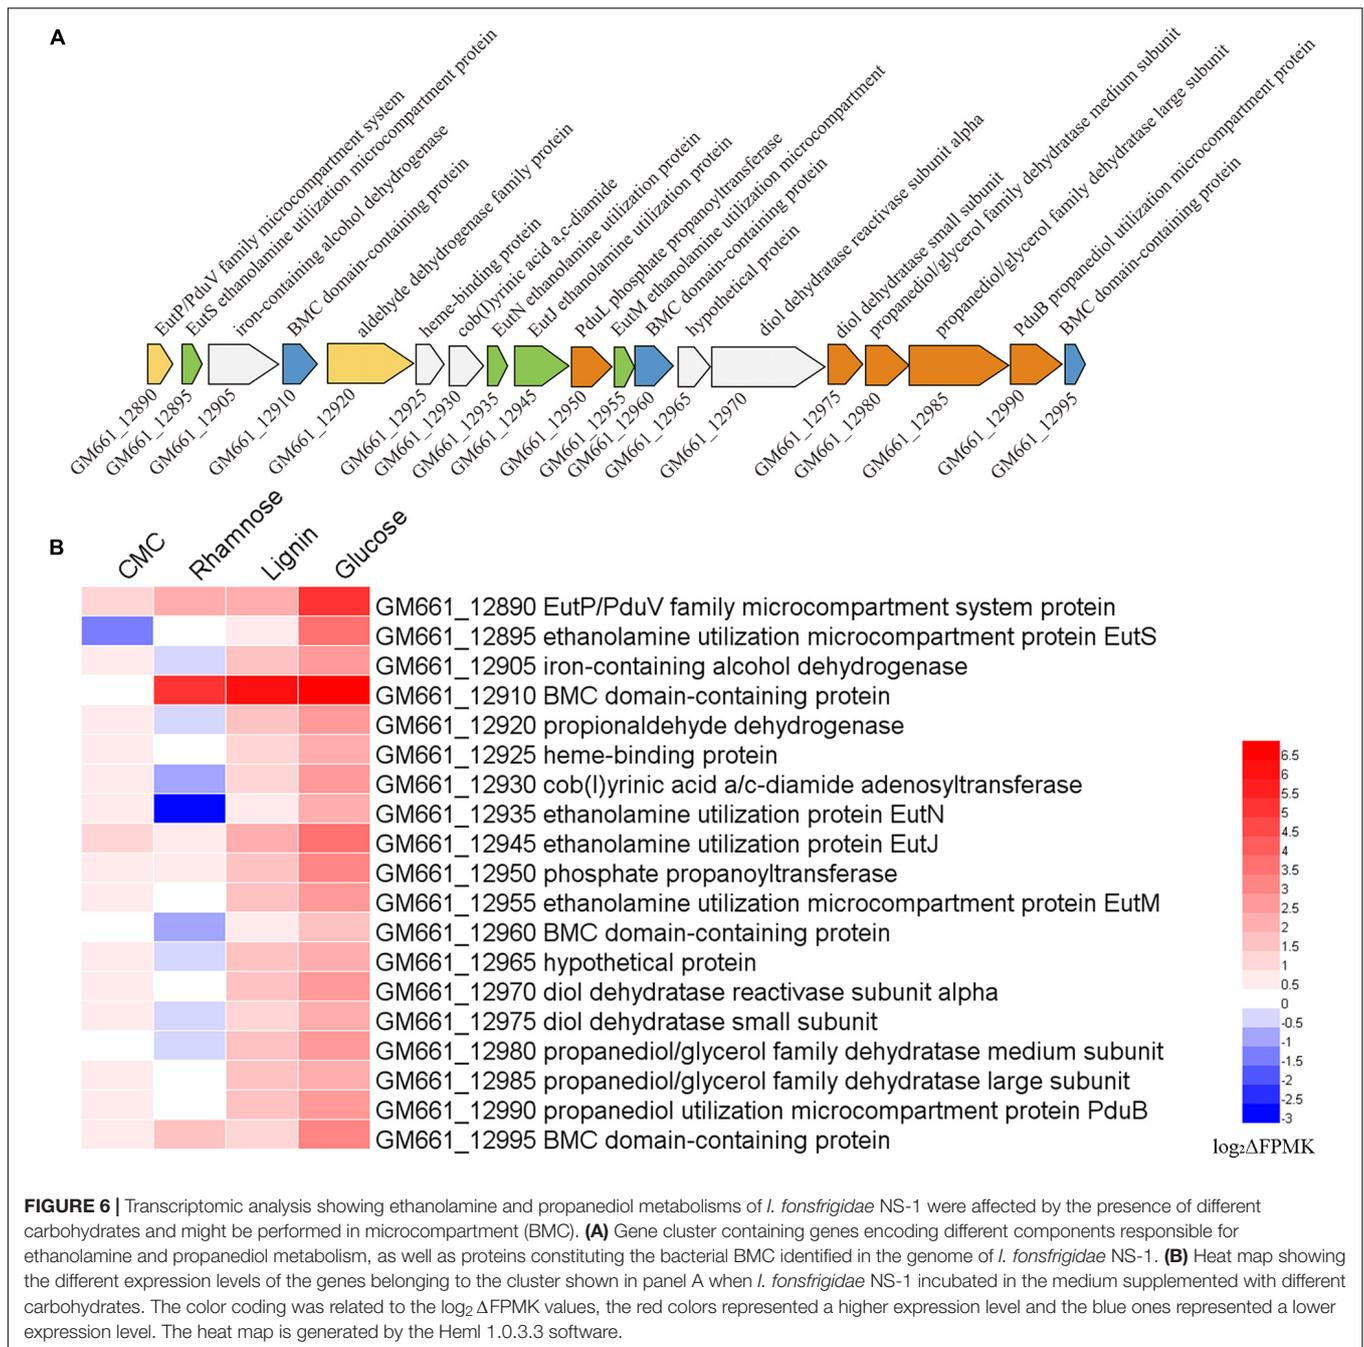 A
EutP/PduV family microcompartment system
EutS ethanolamine utilization microcompartment protein
iron-containing alcohol dehydrogenase
BMC domain-containing protein
aldehyde dehydrogenase family protein
heme-binding protein
cob(I)yrinic acid a,c-diamide
EutN ethanolamine utilization protein
EutJ ethanolamine utilization protein
PduL phosphate propanoyltransferase
EutM ethanolamine utilization microcompartment
BMC domain-containing protein
hypothetical protein
diol dehydratase reactivase subunit alpha
diol dehydratase small subunit
propanediol/glycerol family dehydratase medium subunit
propanediol/glycerol family dehydratase large subunit
PduB propanediol utilization microcompartment protein
BMC domain-containing protein
GM661_12890
GM661_12895
GM661_12905
GM661_12910
GM661_12920
GM661_12925
GM661_12930
GM661_12935
GM661_12945
GM661_12950
GM661_12955
GM661_12960
GM661_12965
GM661_12970
GM661_12975
GM661_12980
GM661_12985
GM661_12990
GM661_12995
B
CMC
Rhamnose
Lignin
Glucose
GM661_12890 EutP/PduV family microcompartment system protein
GM661_12895 ethanolamine utilization microcompartment protein EutS
GM661_12905 iron-containing alcohol dehydrogenase
GM661_12910 BMC domain-containing protein
GM661_12920 propionaldehyde dehydrogenase
GM661_12925 heme-binding protein
GM661_12930 cob(I)yrinic acid a/c-diamide adenosyltransferase
GM661_12935 ethanolamine utilization protein EutN
GM661_12945 ethanolamine utilization protein EutJ
GM661_12950 phosphate propanoyltransferase
GM661_12955 ethanolamine utilization microcompartment protein EutM
GM661_12960 BMC domain-containing protein
GM661_12965 hypothetical protein
GM661_12970 diol dehydratase reactivase subunit alpha
GM661_12975 diol dehydratase small subunit
GM661_12980 propanediol/glycerol family dehydratase medium subunit
GM661_12985 propanediol/glycerol family dehydratase large subunit
GM661_12990 propanediol utilization microcompartment protein PduB
GM661_12995 BMC domain-containing protein
6.5
6
5.5
5
4.5
4
3.5
3
2.5
2
1.5
1
0.5
0
-0.5
-1
-1.5
-2
-2.5
-3
log₂ΔFPMK
FIGURE 6 | Transcriptomic analysis showing ethanolamine and propanediol metabolisms of I. fonsfrigidae NS-1 were affected by the presence of different
carbohydrates and might be performed in microcompartment (BMC). (A) Gene cluster containing genes encoding different components responsible for
ethanolamine and propanediol metabolism, as well as proteins constituting the bacterial BMC identified in the genome of I. fonsfrigidae NS-1. (B) Heat map showing
the different expression levels of the genes belonging to the cluster shown in panel A when I. fonsfrigidae NS-1 incubated in the medium supplemented with different
carbohydrates. The color coding was related to the log₂ ΔFPMK values, the red colors represented a higher expression level and the blue ones represented a lower
expression level. The heat map is generated by the HemI 1.0.3.3 software.